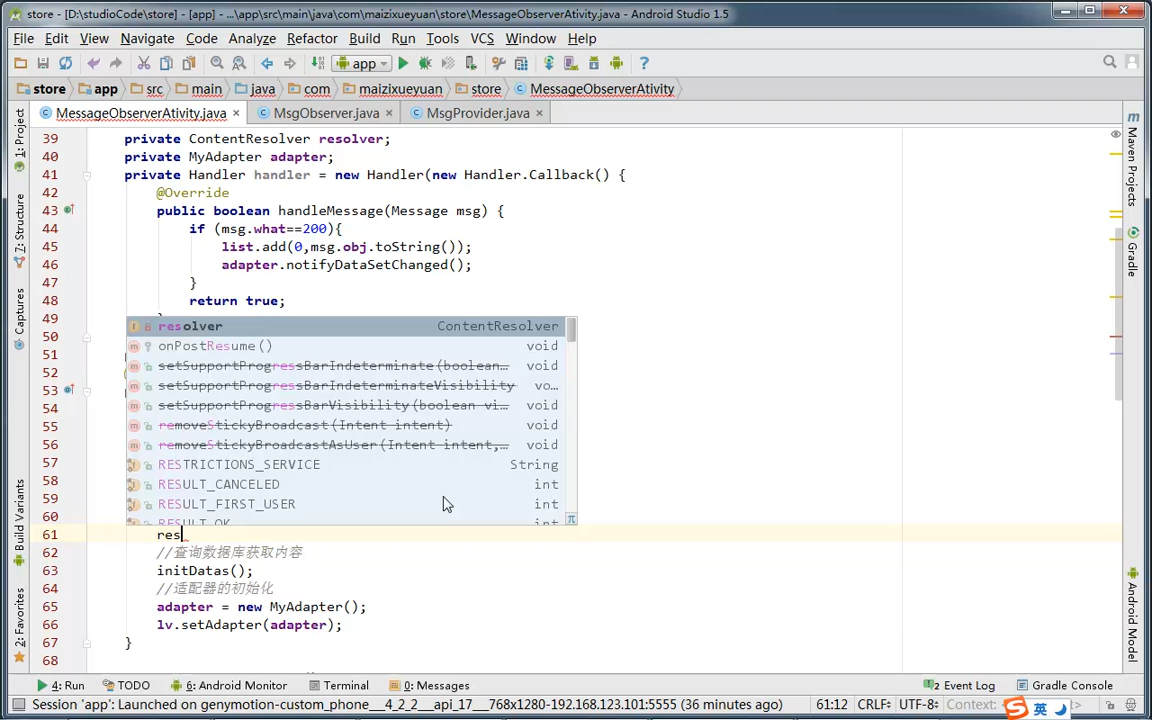 store - [D:\studioCode\store] - [app] - ...\app\src\main\java\com\maizixueyuan\store\MessageObserverAtivity.java - Android Studio 1.5
File Edit View Navigate Code Analyze Refactor Build Run Tools VCS Window Help
app
store app src main java com maizixueyuan store MessageObserverAtivity
MessageObserverAtivity.java MsgObserver.java MsgProvider.java
39 private ContentResolver resolver;
40 private MyAdapter adapter;
41 private Handler handler = new Handler(new Handler.Callback() {
42 @Override
43 public boolean handleMessage(Message msg) {
44 if (msg.what==200){
45 list.add(0,msg.obj.toString());
46 adapter.notifyDataSetChanged();
47 }
48 return true;
49
resolver ContentResolver
50 onPostResume() void
51 setSupportProgressBarIndeterminate(boolean… void
52 setSupportProgressBarIndeterminateVisibility vo…
53 setSupportProgressBarVisibility(boolean vi… void
54
55 removeStickyBroadcast(Intent intent) void
56 removeStickyBroadcastAsUser(Intent intent,… void
57 RESTRICTIONS_SERVICE String
58 RESULT_CANCELED int
59 RESULT_FIRST_USER int
60 RESULT_OK int
61 res
62 //查询数据库获取内容
63 initDatas();
64 //适配器的初始化
65 adapter = new MyAdapter();
66 lv.setAdapter(adapter);
67 }
68
1: Project
7: Structure
Captures
Build Variants
2: Favorites
Maven Projects
Gradle
Android Model
4: Run TODO 6: Android Monitor Terminal 0: Messages 2 Event Log Gradle Console
Session 'app': Launched on genymotion-custom_phone__4_2_2__api_17__768x1280-192.168.123.101:5555 (36 minutes ago) 61:12 CRLF UTF-8 Context: 英